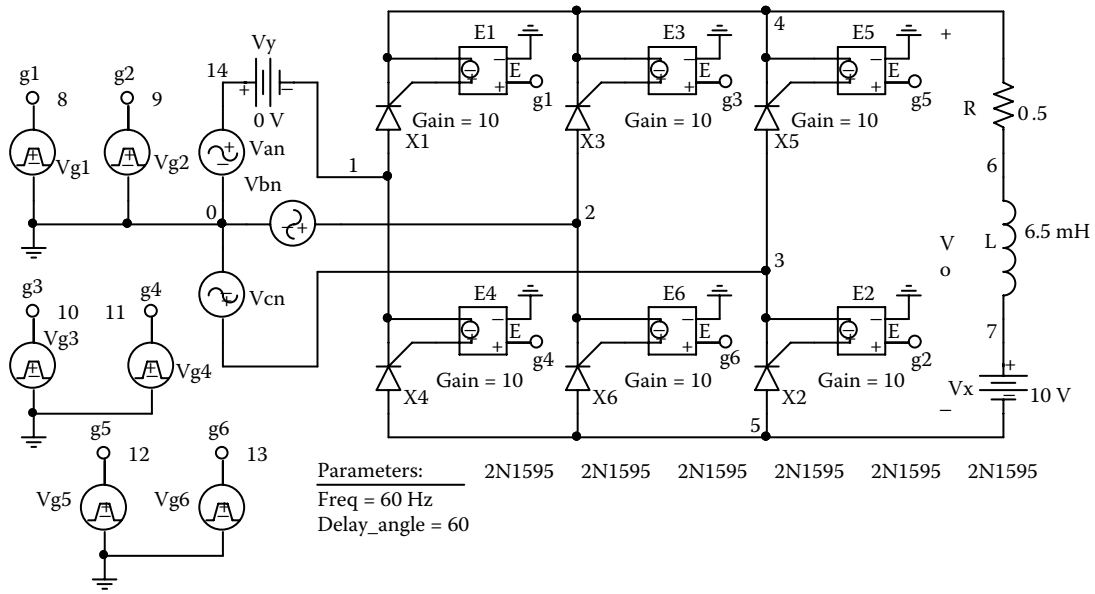 4
E1
E3
E5
+
Vy
14
g1
g2
8
9
+
−
0 V
−
E
+
g1
−
E
+
g3
−
E
+
g5
Gain = 10
Gain = 10
Gain = 10
R
0.5
X1
X3
X5
Vg1
Vg2
Van
+
−
1
6
Vbn
0
2
V
o
L
6.5 mH
3
g3
g4
10
11
Vcn
E4
E6
E2
Vg3
Vg4
−
E
+
g4
−
E
+
g6
−
E
+
g2
7
Gain = 10
Gain = 10
Gain = 10
X4
X6
X2
Vx
+
−
10 V
−
5
g5
g6
12
13
Vg5
Vg6
Parameters:
2N1595 2N1595 2N1595 2N1595 2N1595 2N1595
Freq = 60 Hz
Delay_angle = 60